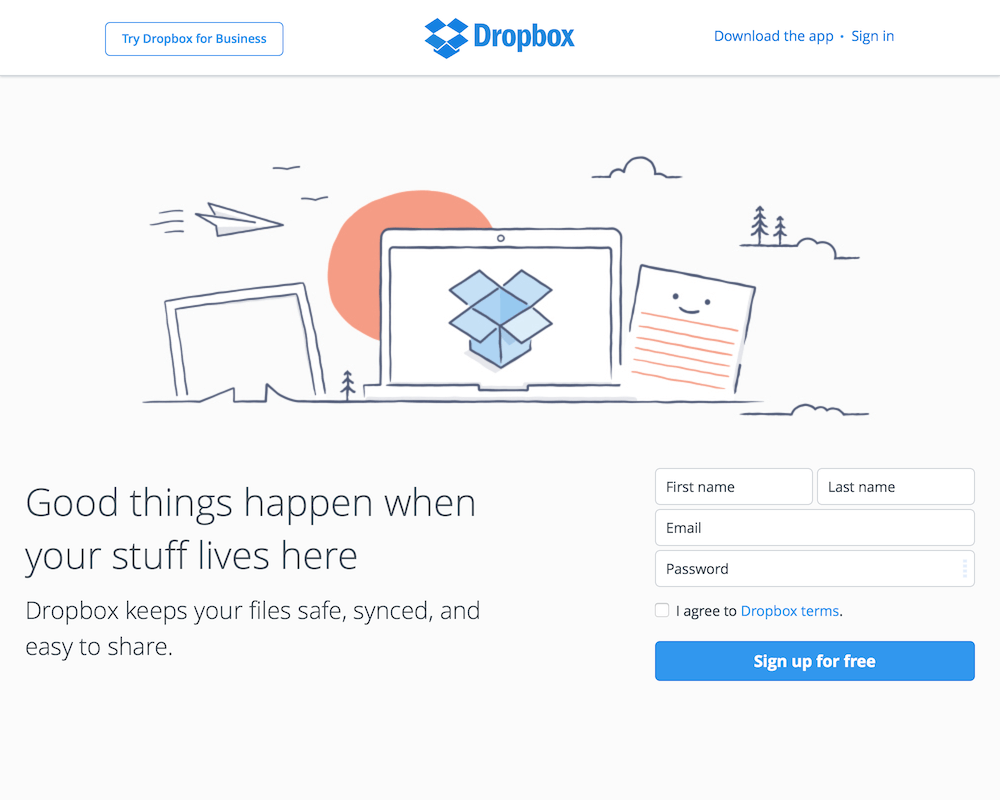 Try Dropbox for Business
Dropbox
Download the app • Sign in
Good things happen when
your stuff lives here
Dropbox keeps your files safe, synced, and
easy to share.
First name
Last name
Email
Password
I agree to Dropbox terms.
Sign up for free